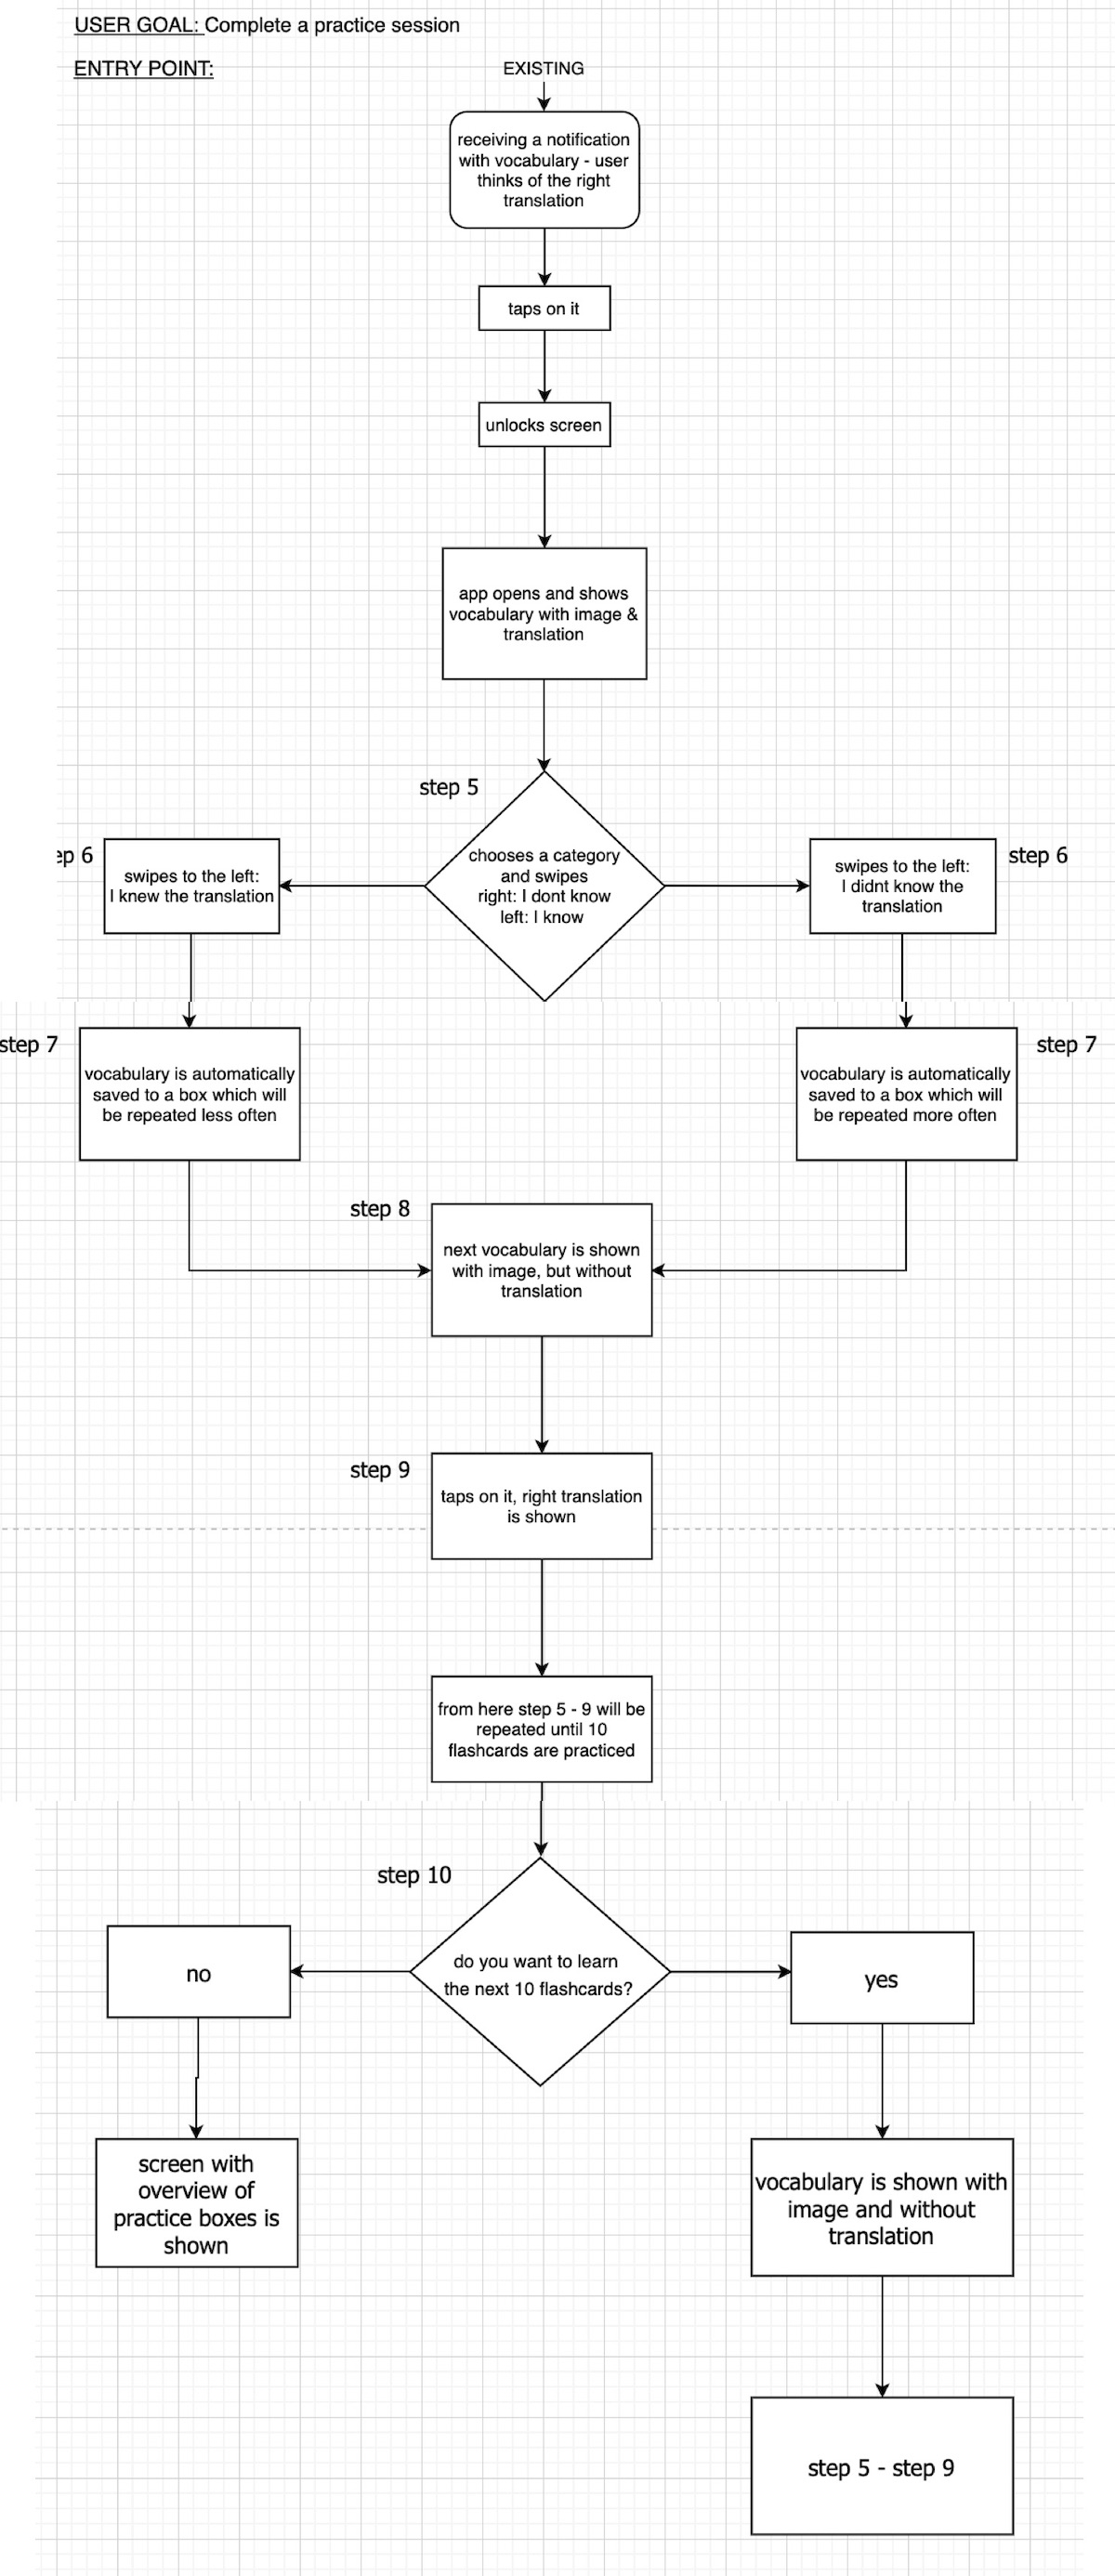 USER GOAL: Complete a practice session
ENTRY POINT:
EXISTING
receiving a notification
with vocabulary - user
thinks of the right
translation
taps on it
unlocks screen
app opens and shows
vocabulary with image &
translation
step 5
chooses a category
and swipes
right: I dont know
left: I know
ep 6
swipes to the left:
I knew the translation
swipes to the left:
I didnt know the
translation
step 6
step 7
vocabulary is automatically
saved to a box which will
be repeated less often
vocabulary is automatically
saved to a box which will
be repeated more often
step 7
step 8
next vocabulary is shown
with image, but without
translation
step 9
taps on it, right translation
is shown
from here step 5 - 9 will be
repeated until 10
flashcards are practiced
step 10
do you want to learn
the next 10 flashcards?
no
yes
screen with
overview of
practice boxes is
shown
vocabulary is shown with
image and without
translation
step 5 - step 9